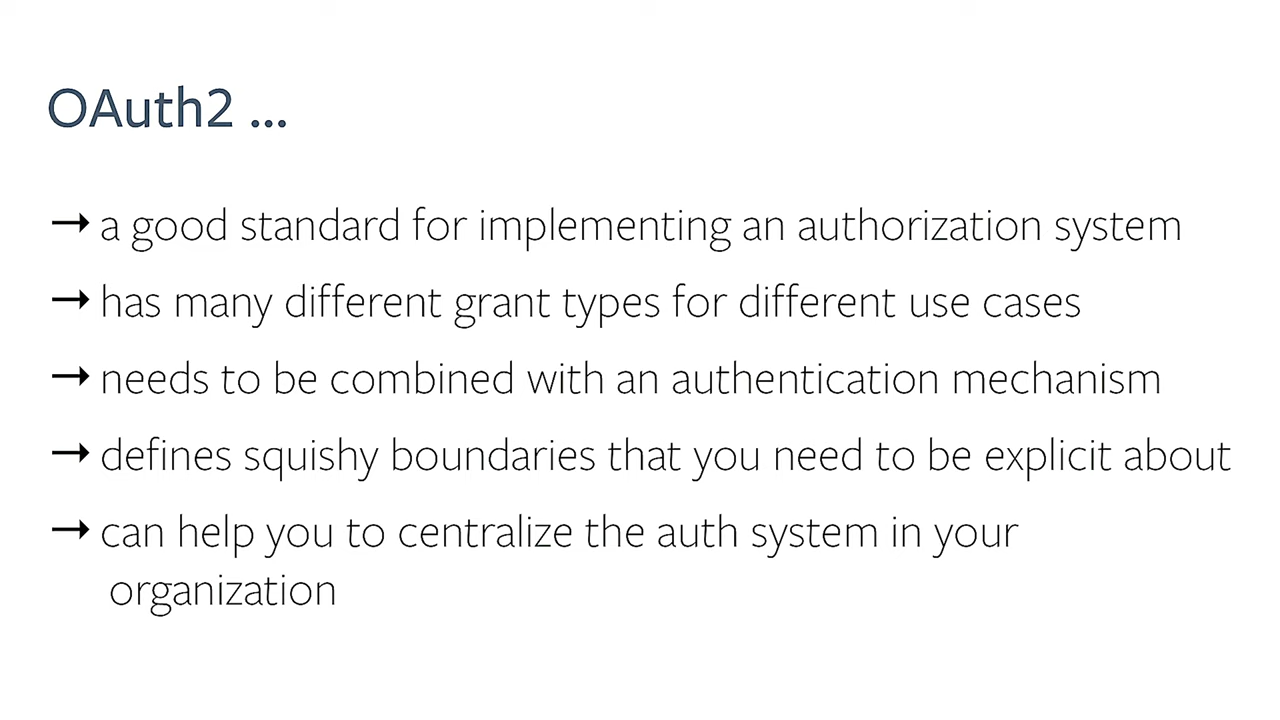 OAuth2 ...
→ a good standard for implementing an authorization system
→ has many different grant types for different use cases
→ needs to be combined with an authentication mechanism
→ defines squishy boundaries that you need to be explicit about
→ can help you to centralize the auth system in your
organization